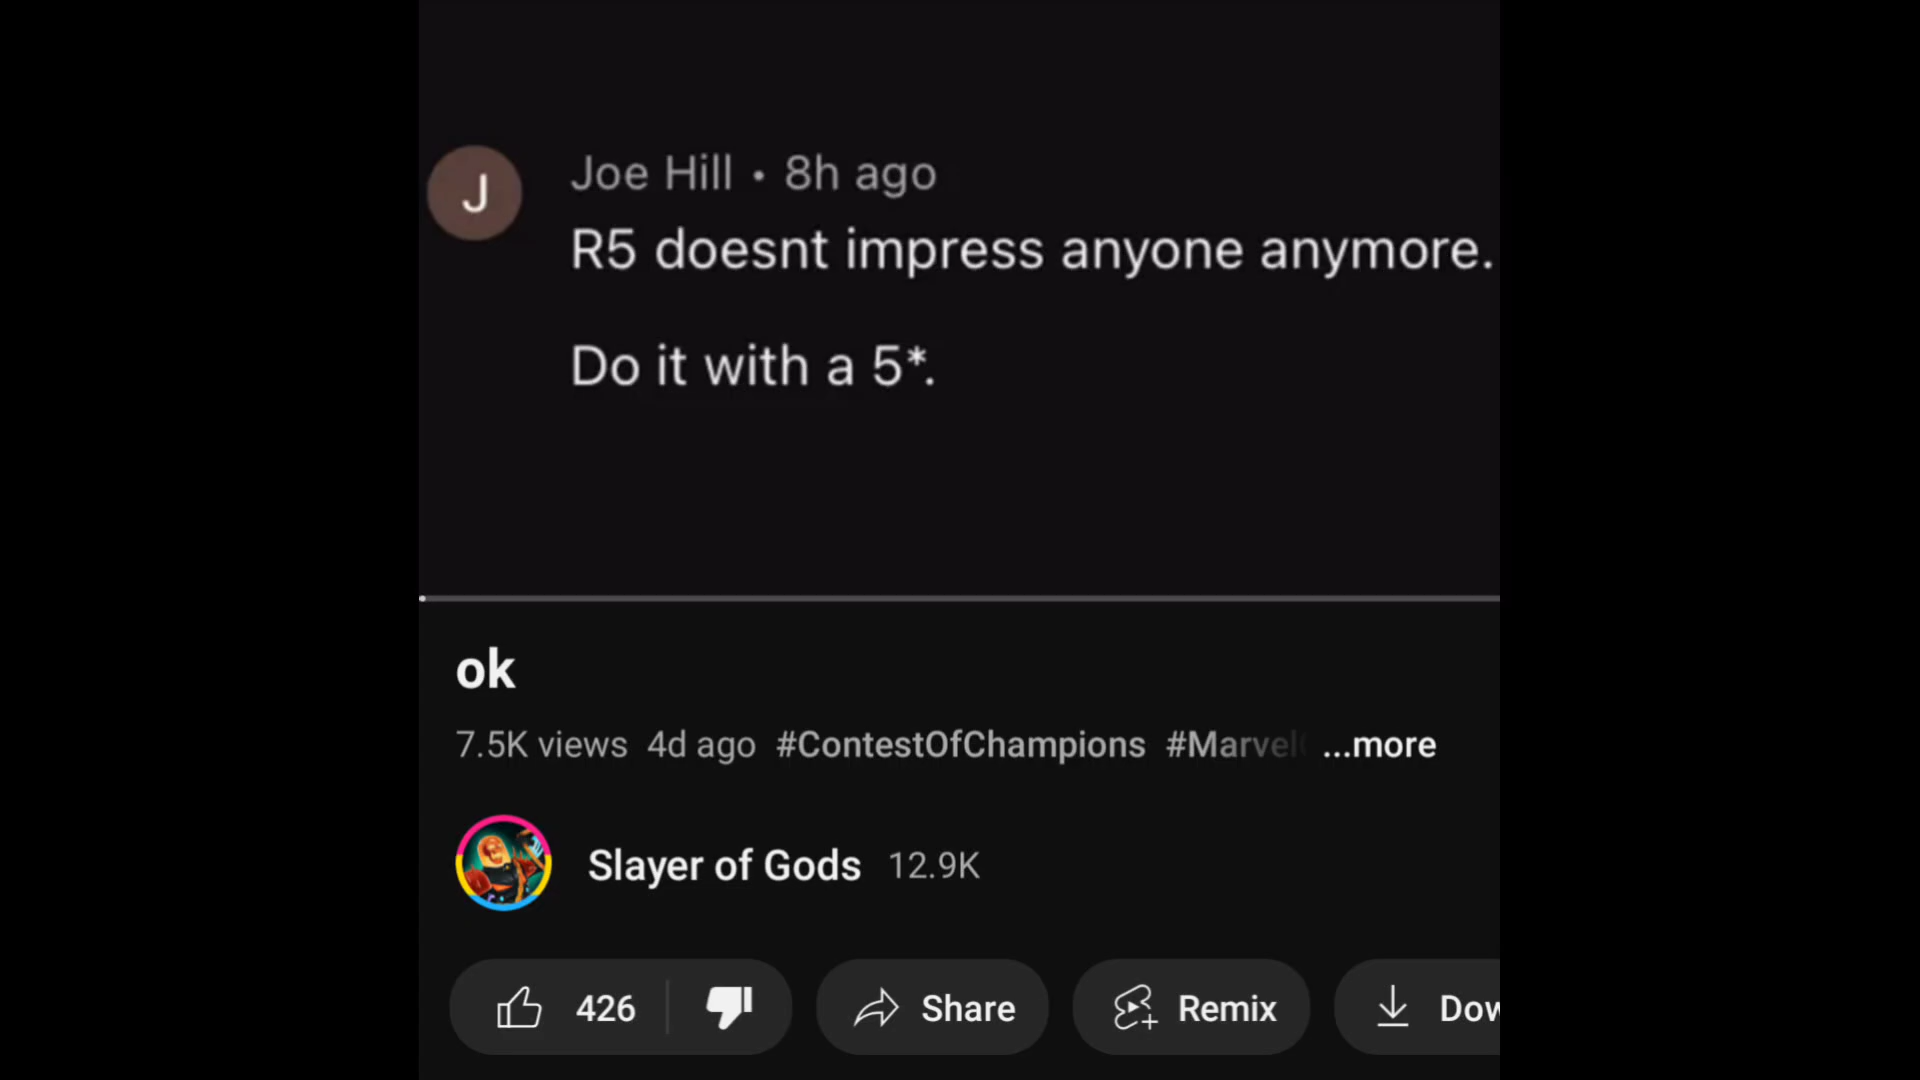 J
Joe Hill • 8h ago
R5 doesnt impress anyone anymore.
Do it with a 5*.
ok
7.5K views 4d ago #ContestOfChampions #Marvel ...more
Slayer of Gods 12.9K
426 Share Remix Dow